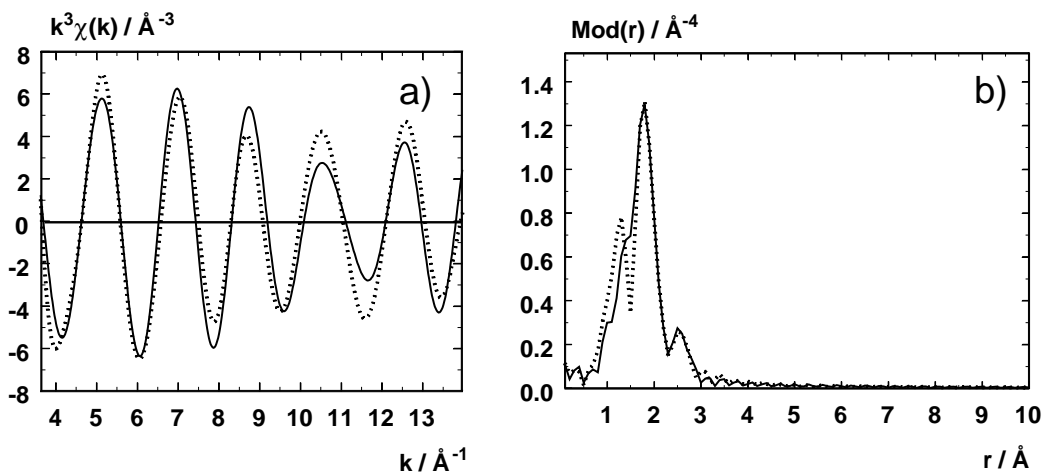 k³χ(k) / Å⁻³
a)
8
6
4
2
0
-2
-4
-6
-8
4 5 6 7 8 9 10 11 12 13
k / Å⁻¹
Mod(r) / Å⁻⁴
b)
1.4
1.2
1.0
0.8
0.6
0.4
0.2
0.0
1 2 3 4 5 6 7 8 9 10
r / Å